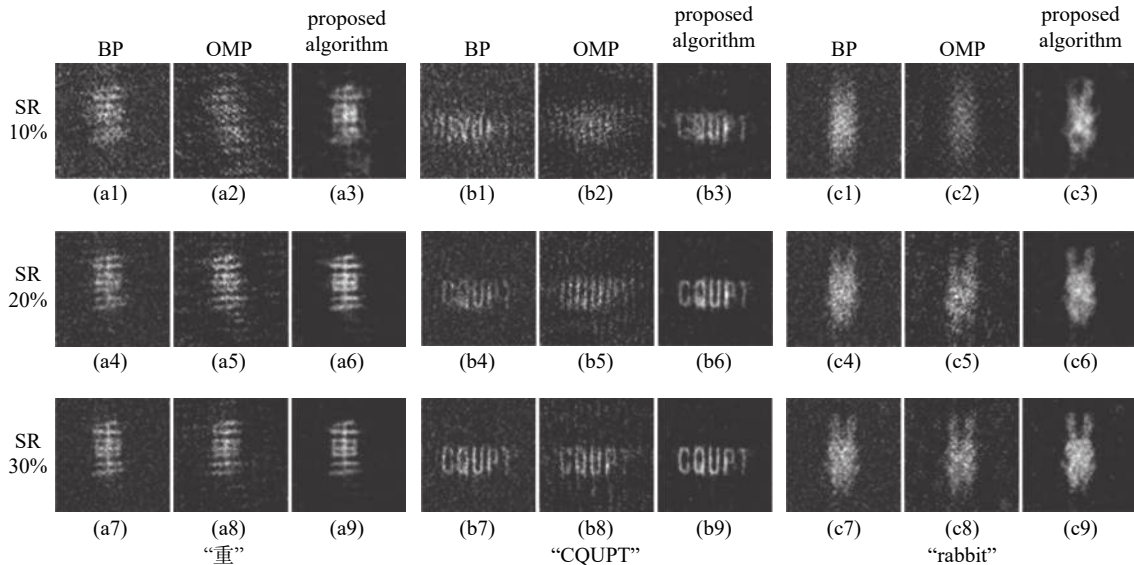 BP OMP proposed algorithm BP OMP proposed algorithm BP OMP proposed algorithm
SR 10%
(a1) (a2) (a3) (b1) (b2) (b3) (c1) (c2) (c3)
SR 20%
CQUPT CQUPT
(a4) (a5) (a6) (b4) (b5) (b6) (c4) (c5) (c6)
SR 30%
CQUPT CQUPT CQUPT
(a7) (a8) (a9) (b7) (b8) (b9) (c7) (c8) (c9)
“重” “CQUPT” “rabbit”